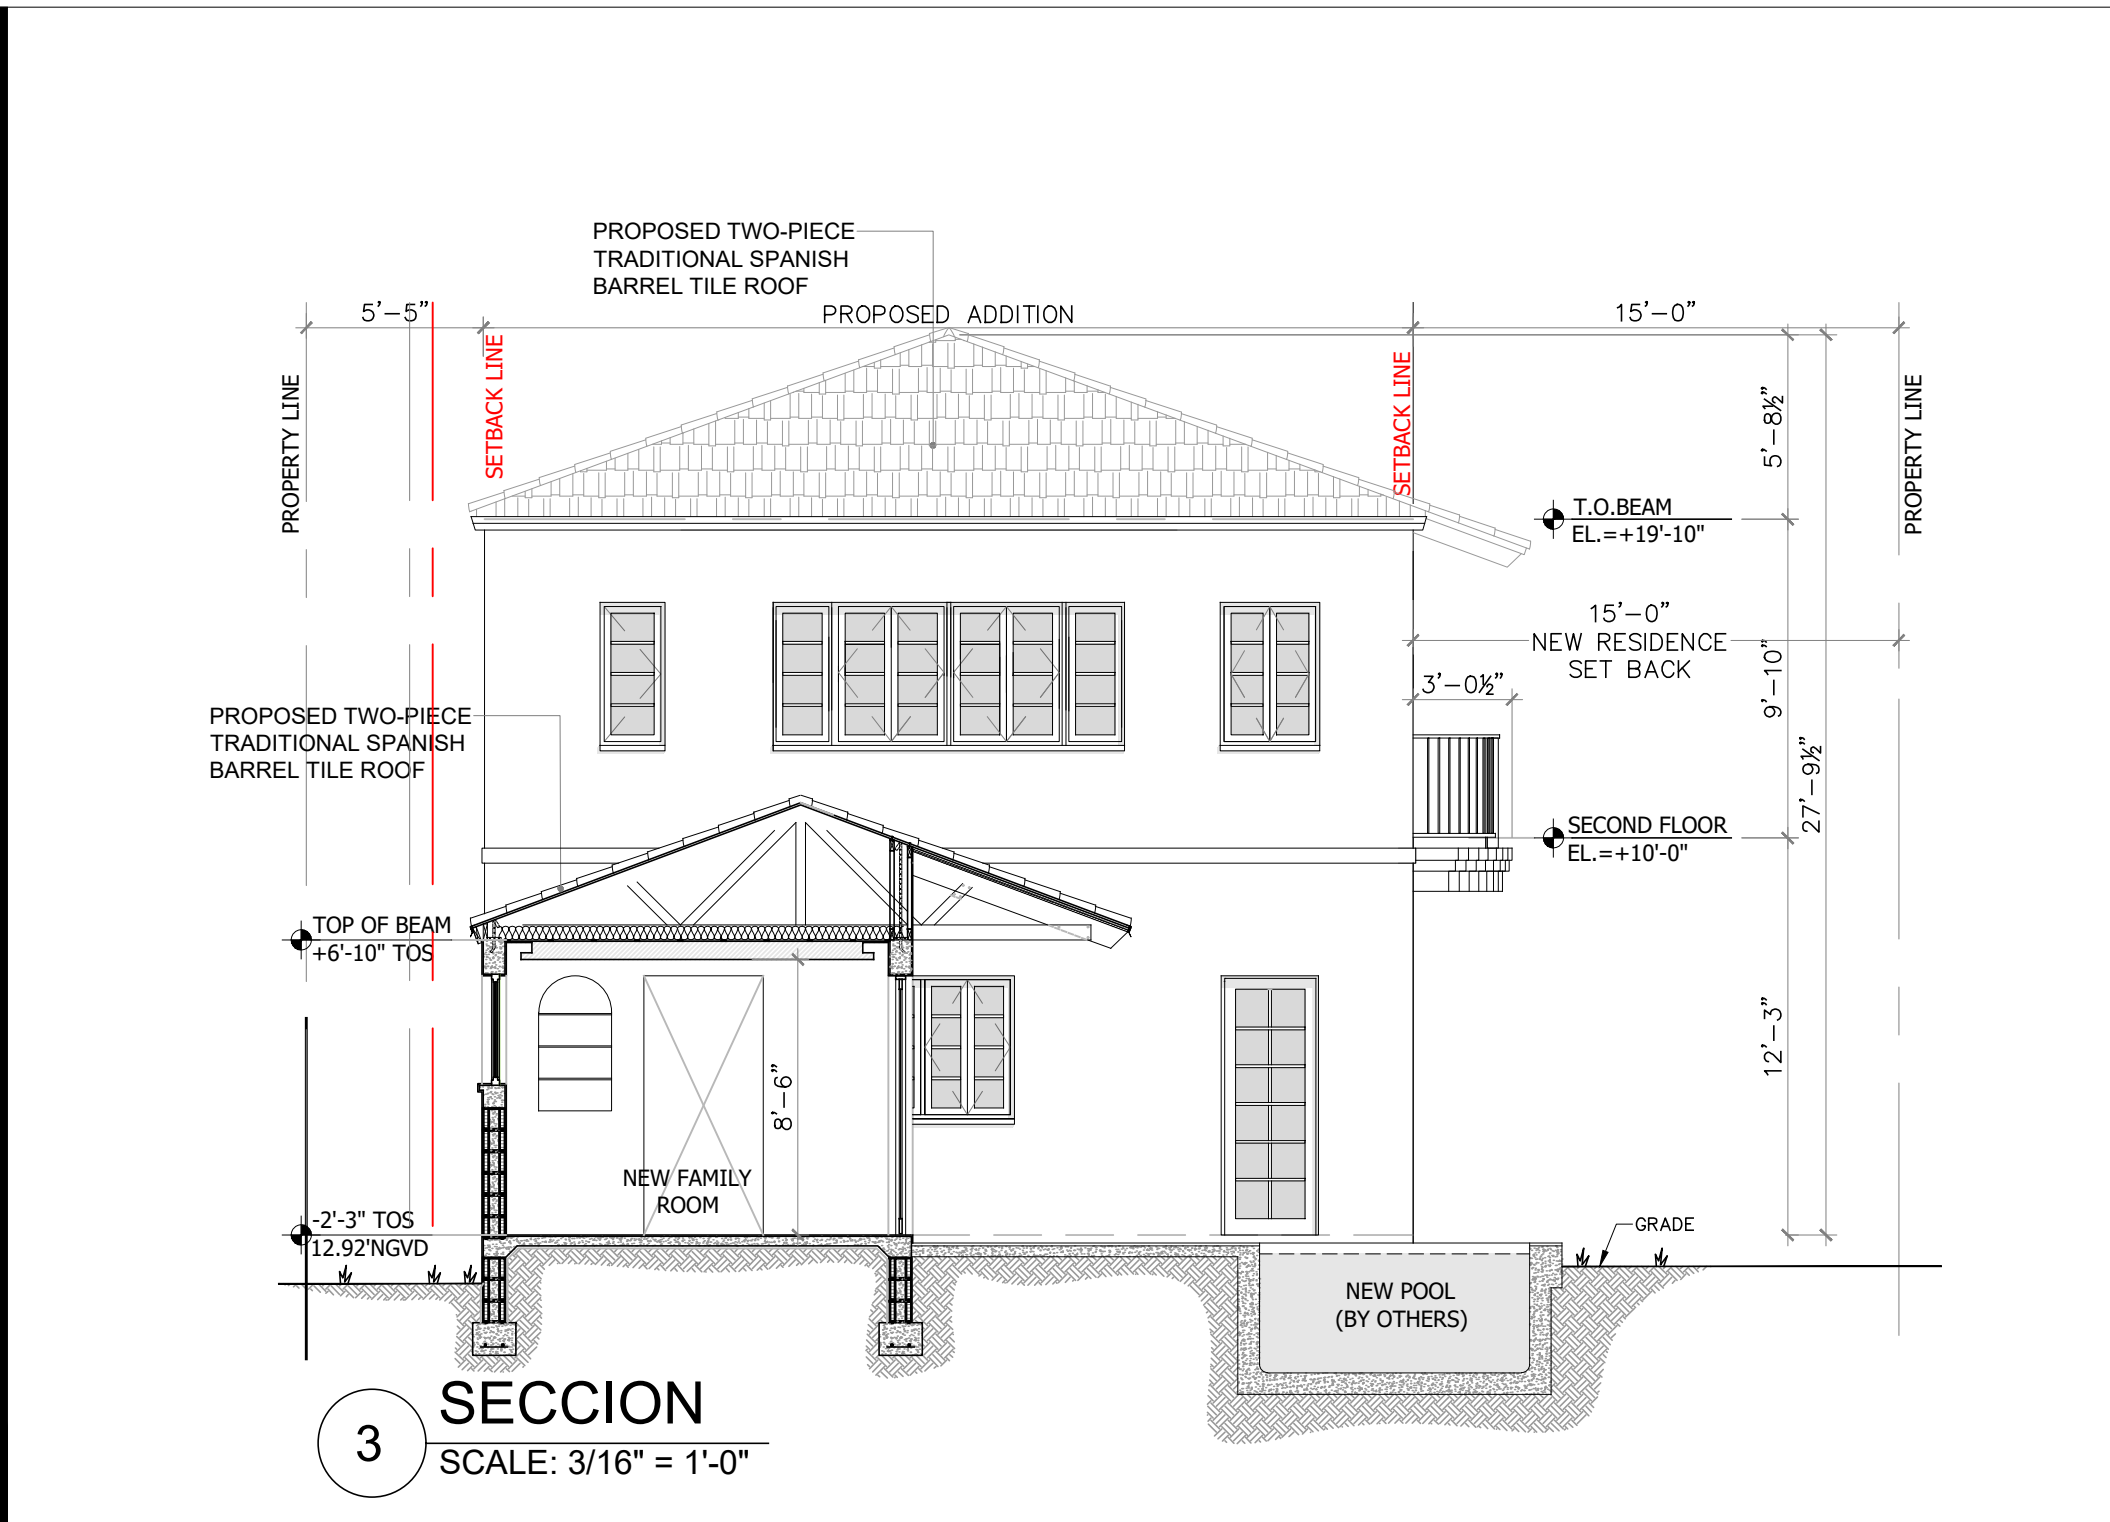 PROPOSED TWO-PIECE
TRADITIONAL SPANISH
BARREL TILE ROOF
5'-5"
PROPOSED ADDITION
15'-0"
PROPERTY LINE
SETBACK LINE
SETBACK LINE
PROPERTY LINE
5'-8½"
T.O.BEAM
EL.=+19'-10"
15'-0"
NEW RESIDENCE
SET BACK
3'-0½"
9'-10"
27'-9½"
PROPOSED TWO-PIECE
TRADITIONAL SPANISH
BARREL TILE ROOF
SECOND FLOOR
EL.=+10'-0"
TOP OF BEAM
+6'-10" TOS
12'-3"
8'-6"
NEW FAMILY
ROOM
-2'-3" TOS
12.92'NGVD
GRADE
NEW POOL
(BY OTHERS)
3
SECCION
SCALE: 3/16" = 1'-0"